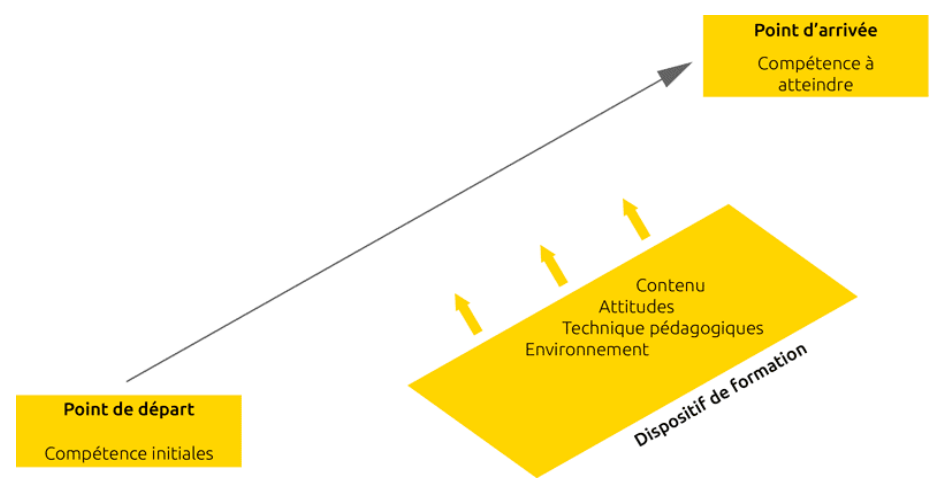 Point d'arrivée
Compétence à
atteindre
Contenu
Attitudes
Technique pédagogiques
Environnement
Dispositif de formation
Point de départ
Compétence initiales